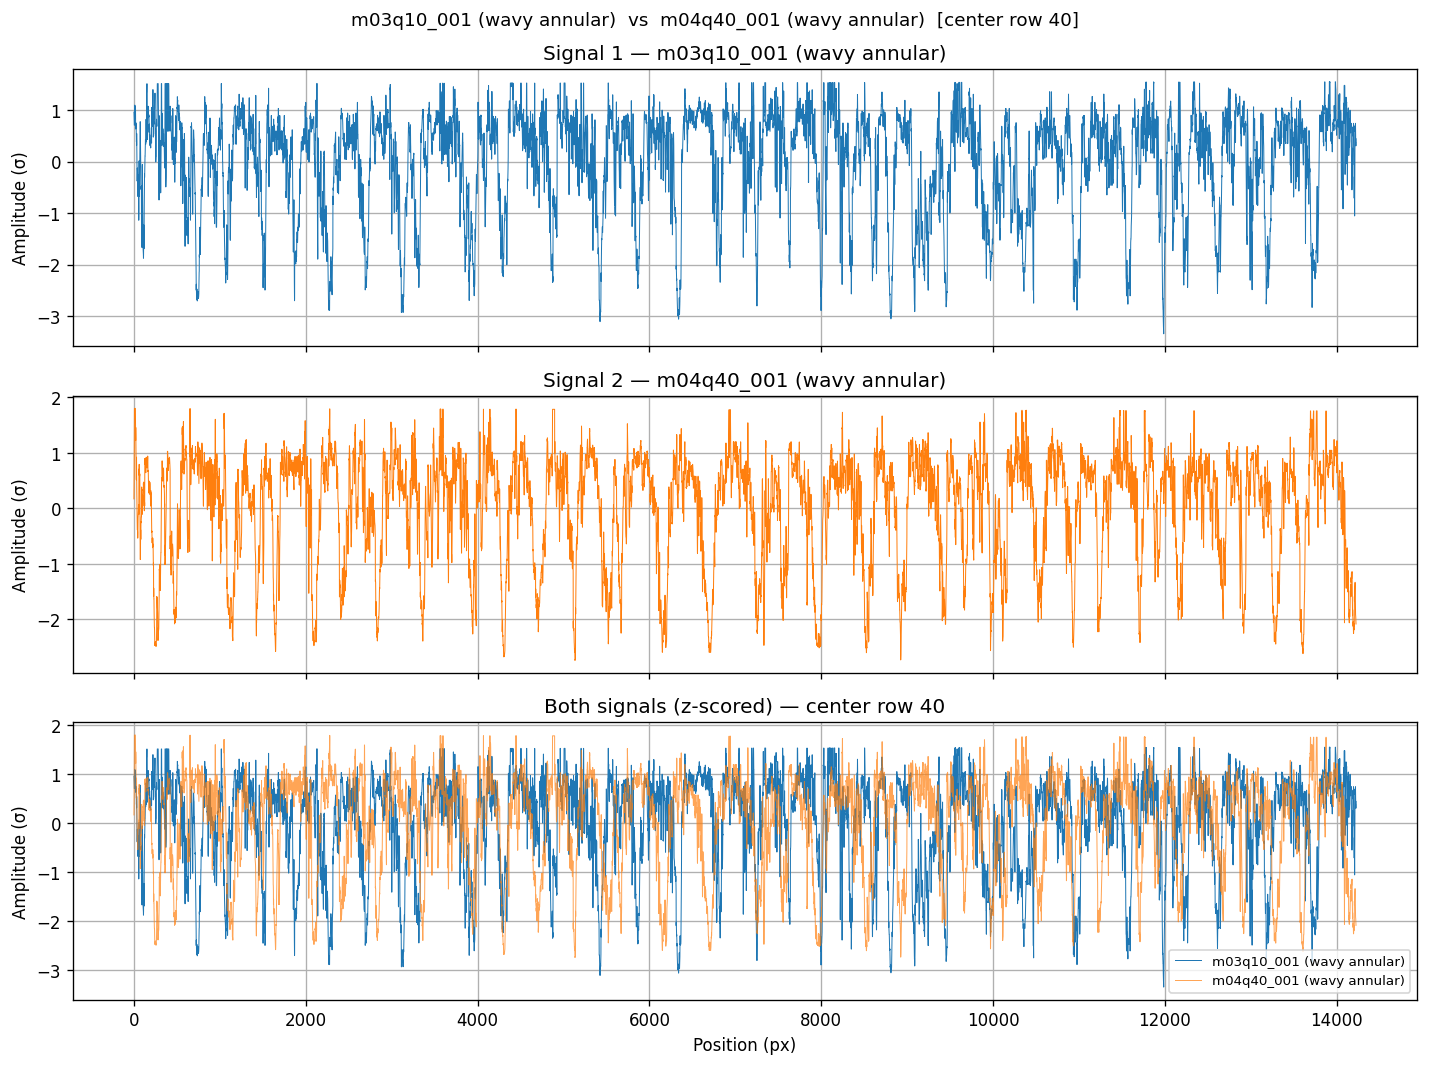 m03q10_001 (wavy annular)  vs  m04q40_001 (wavy annular)  [center row 40]
Signal 1 — m03q10_001 (wavy annular)
Amplitude (σ)
1
0
−1
−2
−3
Signal 2 — m04q40_001 (wavy annular)
Amplitude (σ)
2
1
0
−1
−2
Both signals (z-scored) — center row 40
Amplitude (σ)
2
1
0
−1
−2
−3
m03q10_001 (wavy annular)
m04q40_001 (wavy annular)
0 2000 4000 6000 8000 10000 12000 14000
Position (px)